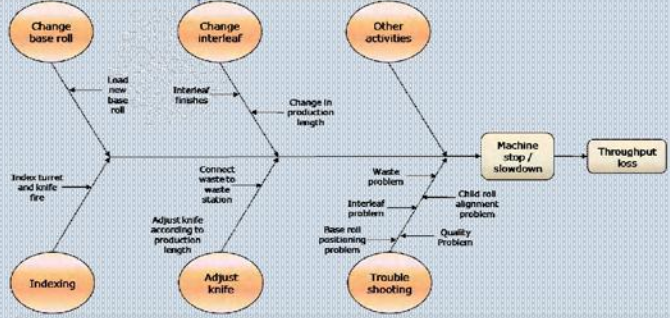 Change
base roll
Change
interleaf
Other
activities
Load
new
base
roll
Interleaf
finishes
Change in
production
length
Machine
stop /
slowdown
Throughput
loss
Index turret
and knife
fire
Connect
waste to
waste
station
Adjust knife
according to
production
length
Waste
problem
Interleaf
problem
Base roll
positioning
problem
Child roll
alignment
problem
Quality
Problem
Indexing
Adjust
knife
Trouble
shooting